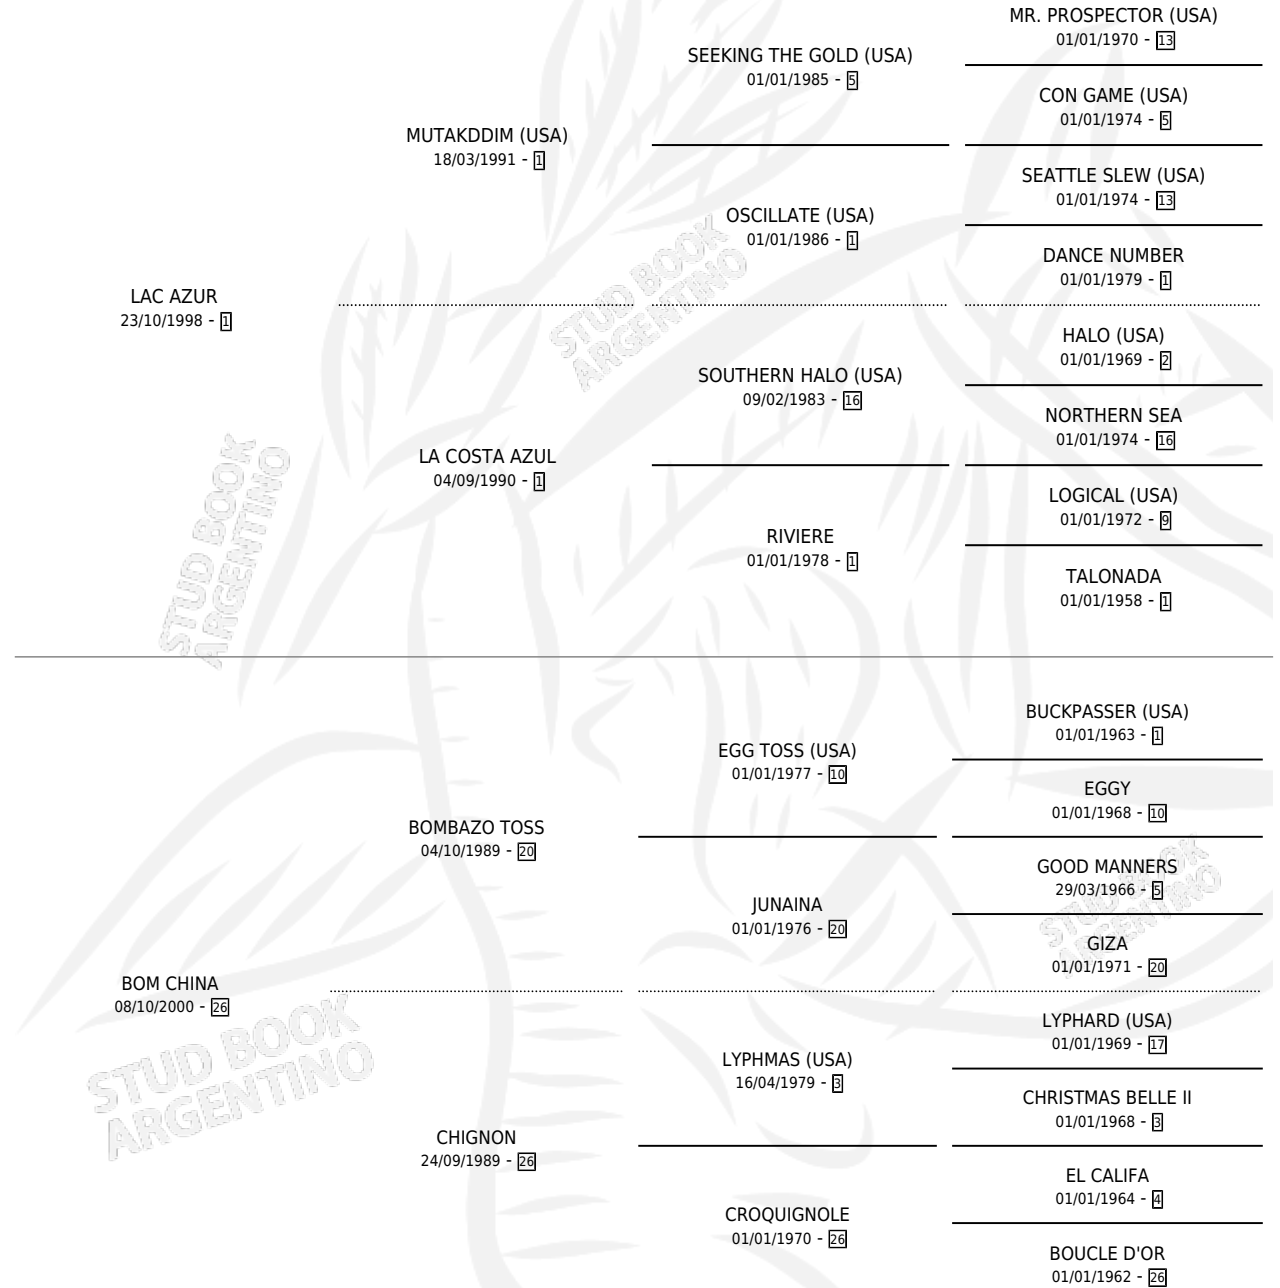 MR. PROSPECTOR (USA)
01/01/1970 - 13
SEEKING THE GOLD (USA)
01/01/1985 - 5
CON GAME (USA)
01/01/1974 - 5
MUTAKDDIM (USA)
18/03/1991 - 1
SEATTLE SLEW (USA)
01/01/1974 - 13
OSCILLATE (USA)
01/01/1986 - 1
DANCE NUMBER
01/01/1979 - 1
LAC AZUR
23/10/1998 - 1
STUD BOOK
ARGENTINO
HALO (USA)
01/01/1969 - 2
SOUTHERN HALO (USA)
09/02/1983 - 16
NORTHERN SEA
01/01/1974 - 16
LA COSTA AZUL
04/09/1990 - 1
LOGICAL (USA)
01/01/1972 - 9
RIVIERE
01/01/1978 - 1
TALONADA
01/01/1958 - 1
STUD BOOK
ARGENTINO
BUCKPASSER (USA)
01/01/1963 - 1
EGG TOSS (USA)
01/01/1977 - 10
EGGY
01/01/1968 - 10
BOMBAZO TOSS
04/10/1989 - 20
GOOD MANNERS
29/03/1966 - 5
JUNAINA
01/01/1976 - 20
GIZA
01/01/1971 - 20
STUD BOOK
ARGENTINO
BOM CHINA
08/10/2000 - 26
LYPHARD (USA)
01/01/1969 - 17
LYPHMAS (USA)
16/04/1979 - 3
CHRISTMAS BELLE II
01/01/1968 - 3
STUD BOOK
ARGENTINO
CHIGNON
24/09/1989 - 26
EL CALIFA
01/01/1964 - 4
CROQUIGNOLE
01/01/1970 - 26
BOUCLE D'OR
01/01/1962 - 26